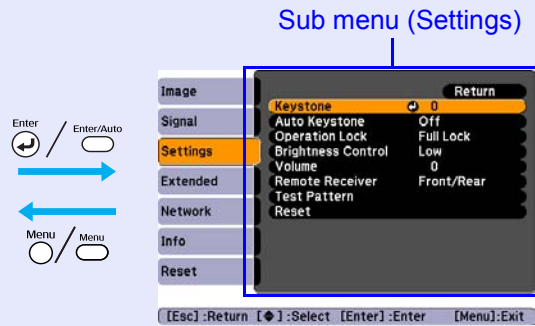 Sub menu (Settings)
Enter
Enter/Auto
Menu
Menu
Image
Signal
Settings
Extended
Network
Info
Reset
Return
Keystone 0
Auto Keystone Off
Operation Lock Full Lock
Brightness Control Low
Volume 0
Remote Receiver Front/Rear
Test Pattern
Reset
[Esc] :Return [◆] :Select [Enter] :Enter [Menu]:Exit